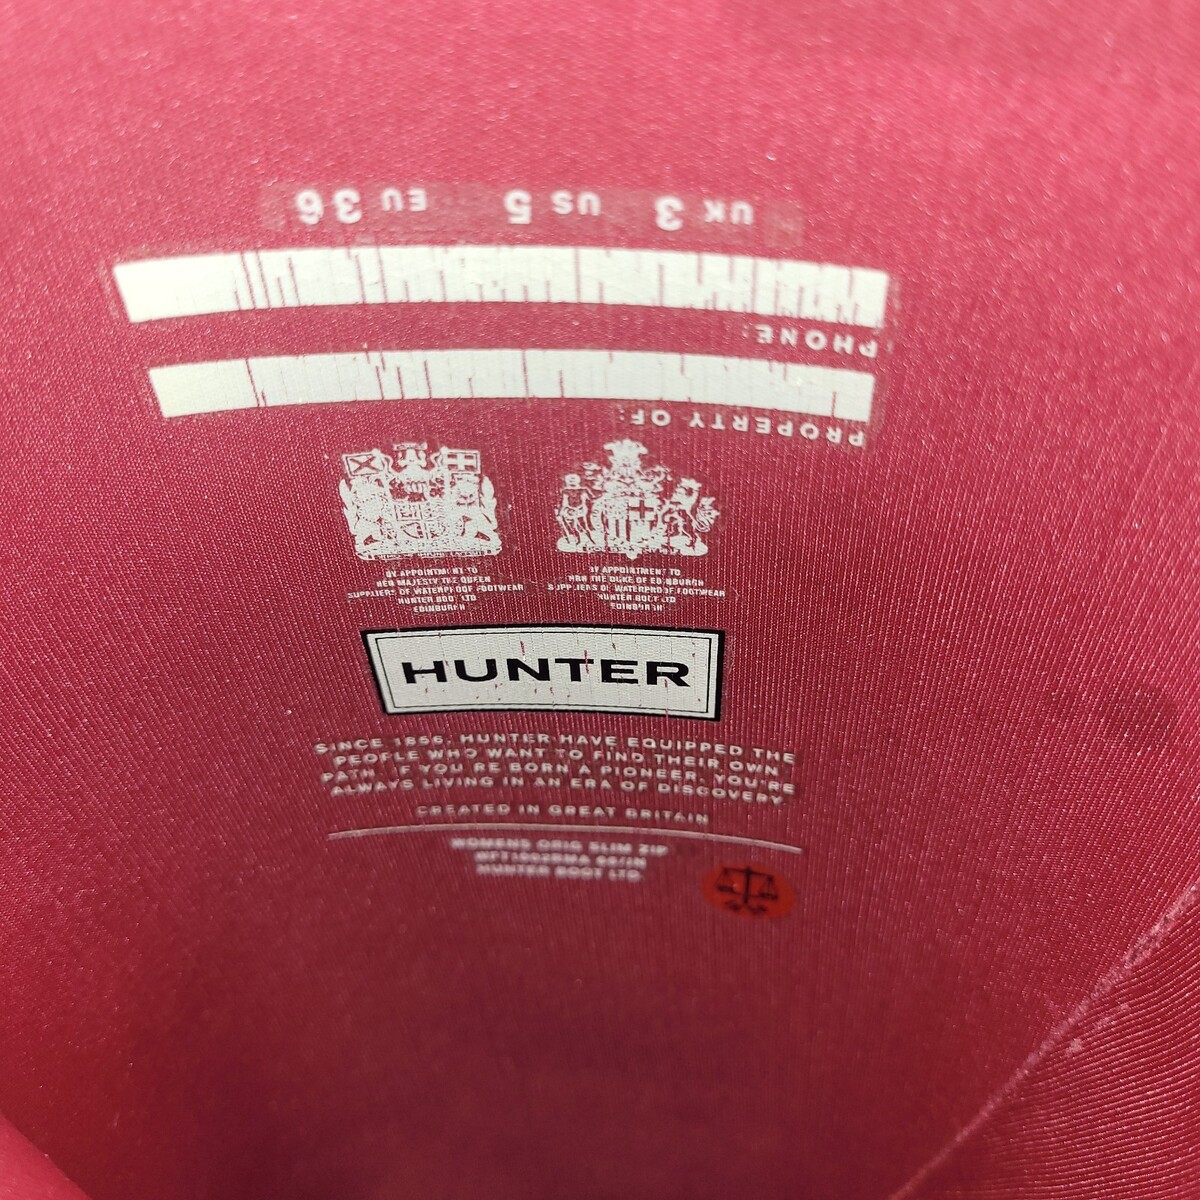 UK 3 US 5 EU 36
PHONE:
PROPERTY OF:
BY APPOINTMENT TO
HER MAJESTY THE QUEEN
SUPPLIERS OF WATERPROOF FOOTWEAR
HUNTER BOOT LTD
EDINBURGH
BY APPOINTMENT TO
HRH THE DUKE OF EDINBURGH
SUPPLIERS OF WATERPROOF FOOTWEAR
HUNTER BOOT LTD
EDINBURGH
HUNTER
SINCE 1856, HUNTER HAVE EQUIPPED THE
PEOPLE WHO WANT TO FIND THEIR OWN
PATH. IF YOU'RE BORN A PIONEER, YOU'RE
ALWAYS LIVING IN AN ERA OF DISCOVERY.
CREATED IN GREAT BRITAIN
WOMENS ORIG SLIM ZIP
HUNTER BOOT LTD.